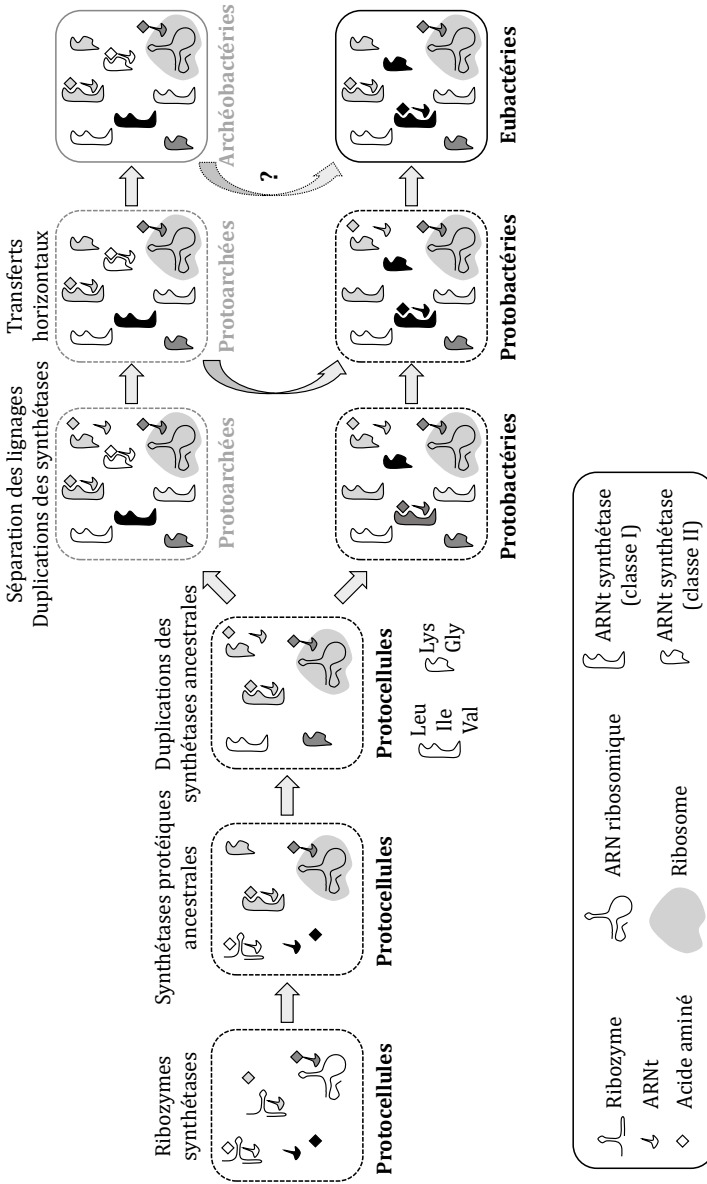 Ribozymes
synthétases
Synthétases protéiques
ancestrales
Duplications des
synthétases ancestrales
Séparation des lignages
Duplications des synthétases
Transferts
horizontaux
Protocellules
Protocellules
Protocellules
Leu
Ile
Val
Lys
Gly
Protoarchées
Protoarchées
Archéobactéries
?
Protobactéries
Protobactéries
Eubactéries
Ribozyme
ARNt
Acide aminé
ARN ribosomique
Ribosome
ARNt synthétase
(classe I)
ARNt synthétase
(classe II)